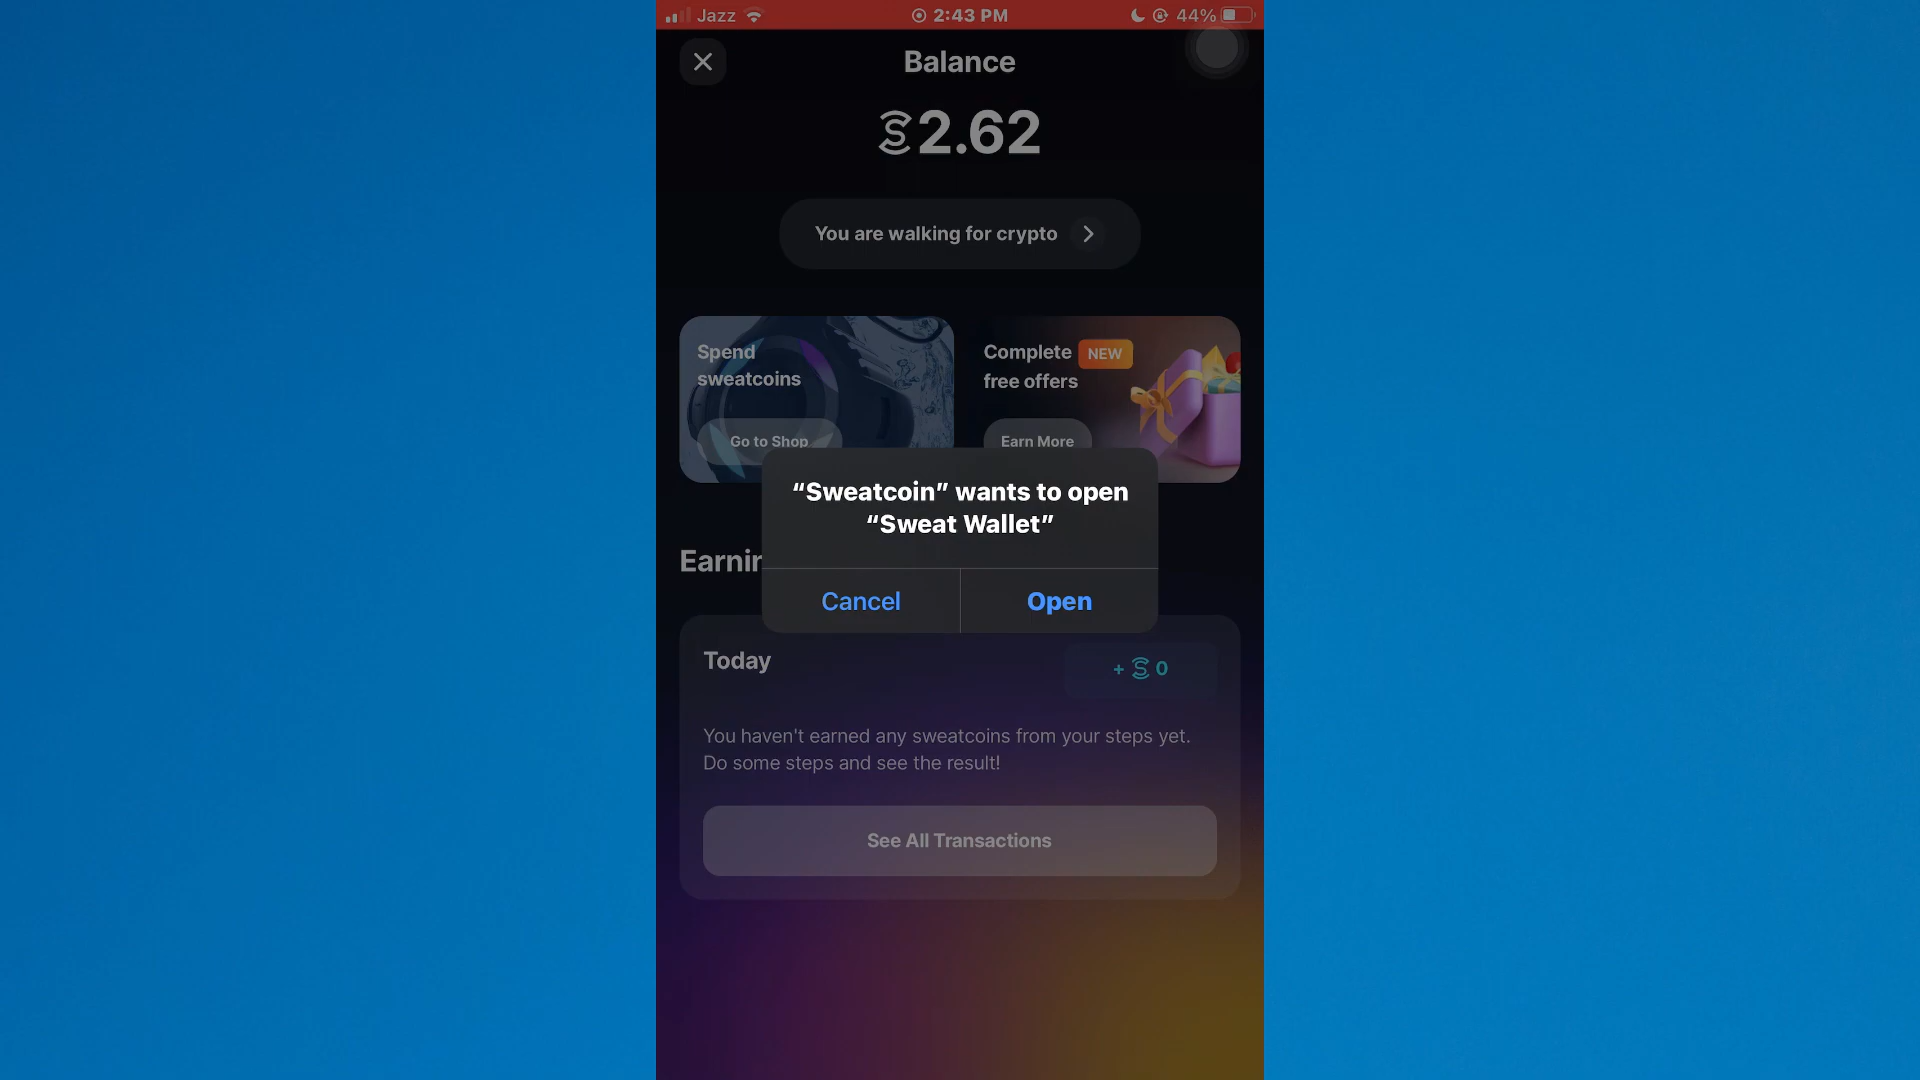 Jazz 2:43 PM 44%
Balance
2.62
You are walking for crypto
Spend
sweatcoins
Go to Shop
Complete NEW
free offers
Earn More
“Sweatcoin” wants to open
“Sweat Wallet”
Cancel Open
Today
+ 0
You haven't earned any sweatcoins from your steps yet.
Do some steps and see the result!
See All Transactions